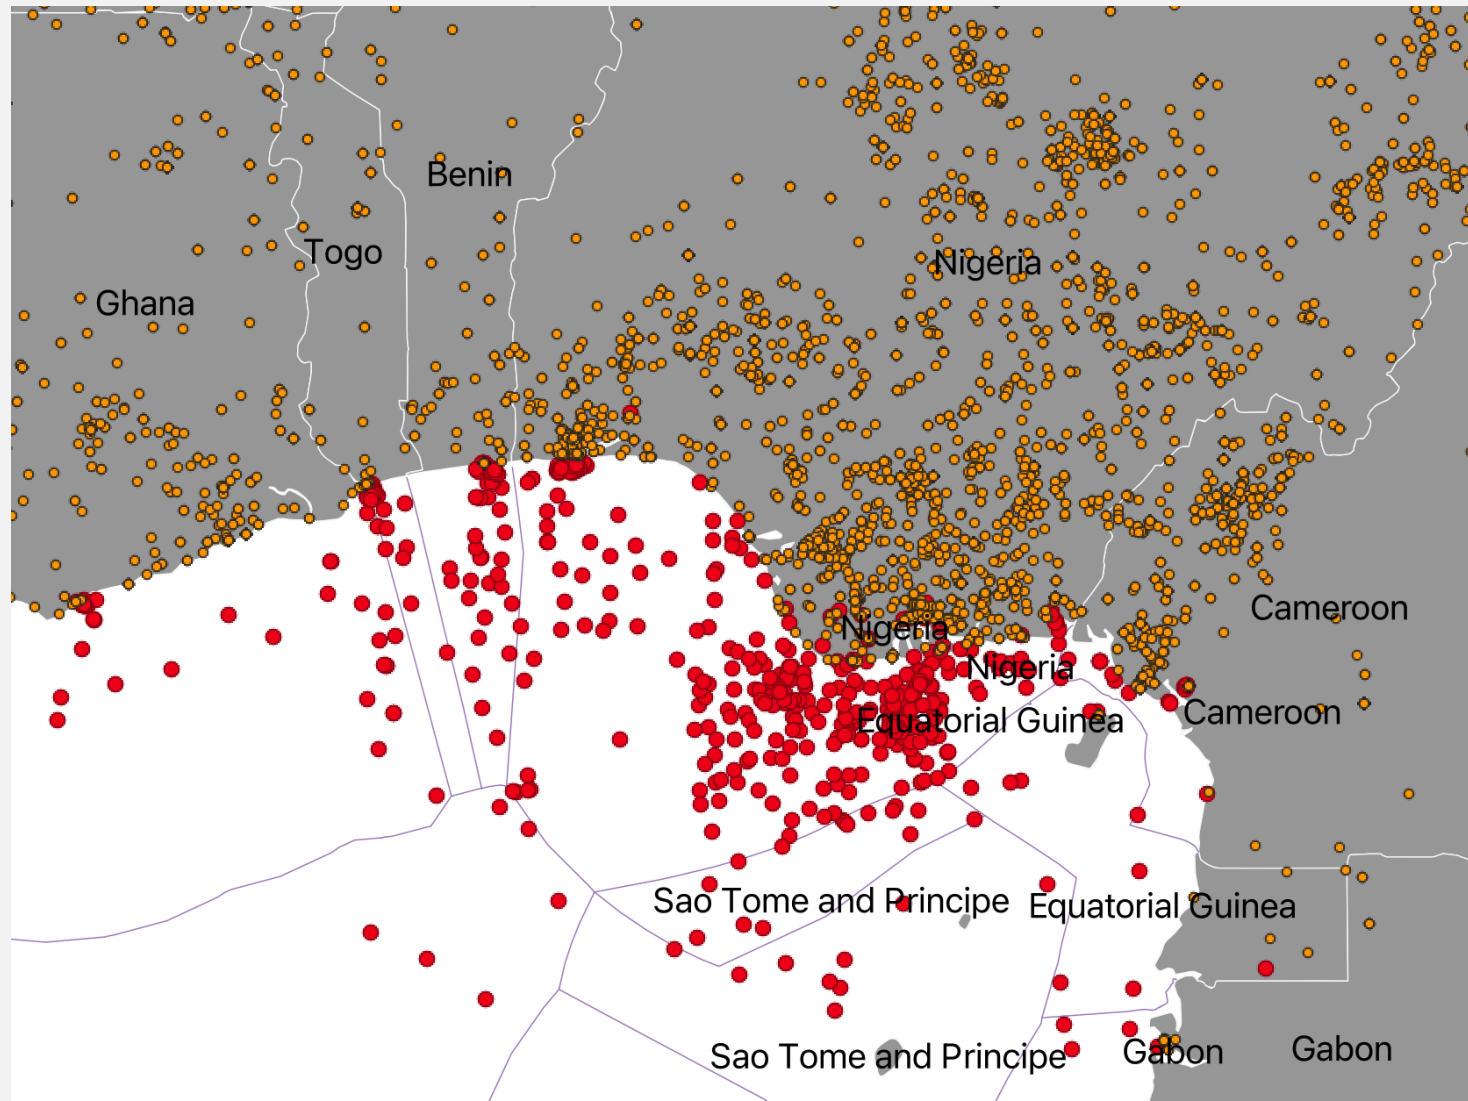 Benin
Togo
Nigeria
Ghana
Cameroon
Nigeria
Nigeria
Cameroon
Equatorial Guinea
Sao Tome and Principe
Equatorial Guinea
Sao Tome and Principe
Gabon
Gabon